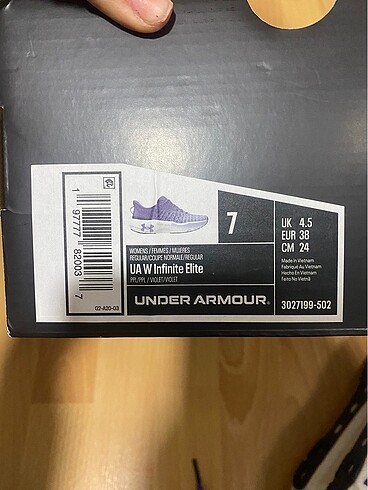 7
UK 4.5
EUR 38
CM 24
WOMENS / FEMMES / MUJERES
REGULAR/COUPE NORMALE/REGULAR
UA W Infinite Elite
PPL/PPL / VIOLET/VIOLET
Made In Vietnam
Fabriqué Au Vietnam
Hecho En Vietnam
Feito No Vietnã
UNDER ARMOUR
3027199-502
1 97777 82003 7
02-A20-03